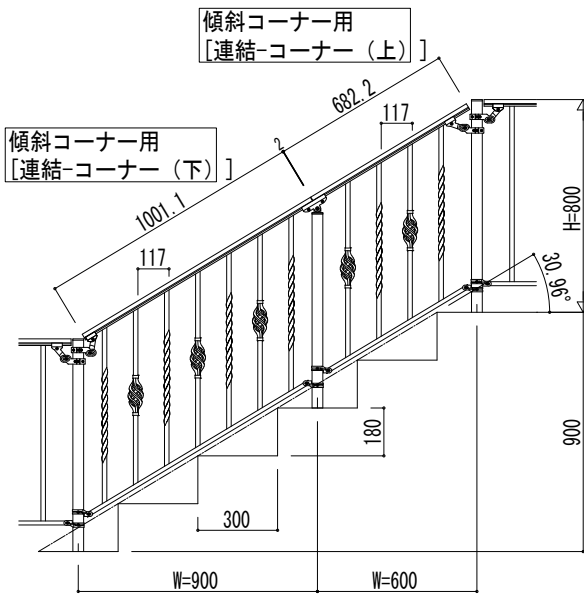 傾斜コーナー用
[連結-コーナー（上）]
682.2
117
傾斜コーナー用
[連結-コーナー（下）]
2
1001.1
117
H=800
30.96°
180
900
300
W=900
W=600